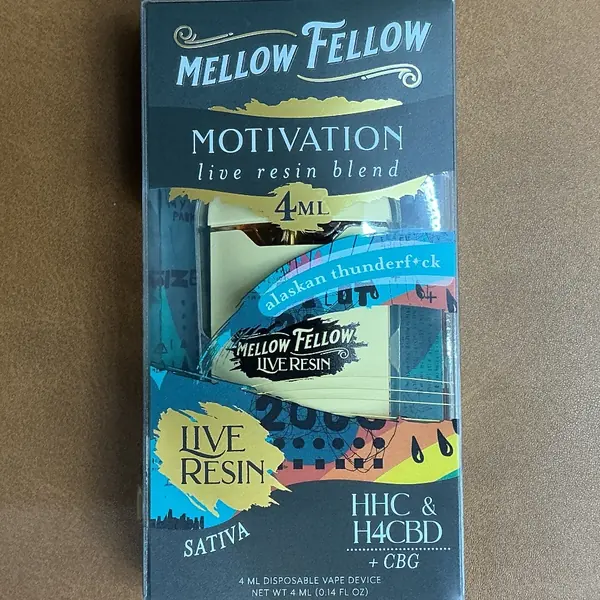 MELLOW FELLOW
MOTIVATION
live resin blend
4ML
alaskan thunderf*ck
MELLOW FELLOW
LIVE RESIN
LIVE
RESIN
SATIVA
HHC &
H4CBD
+ CBG
4 ML DISPOSABLE VAPE DEVICE
NET WT 4 ML (0.14 FL OZ)